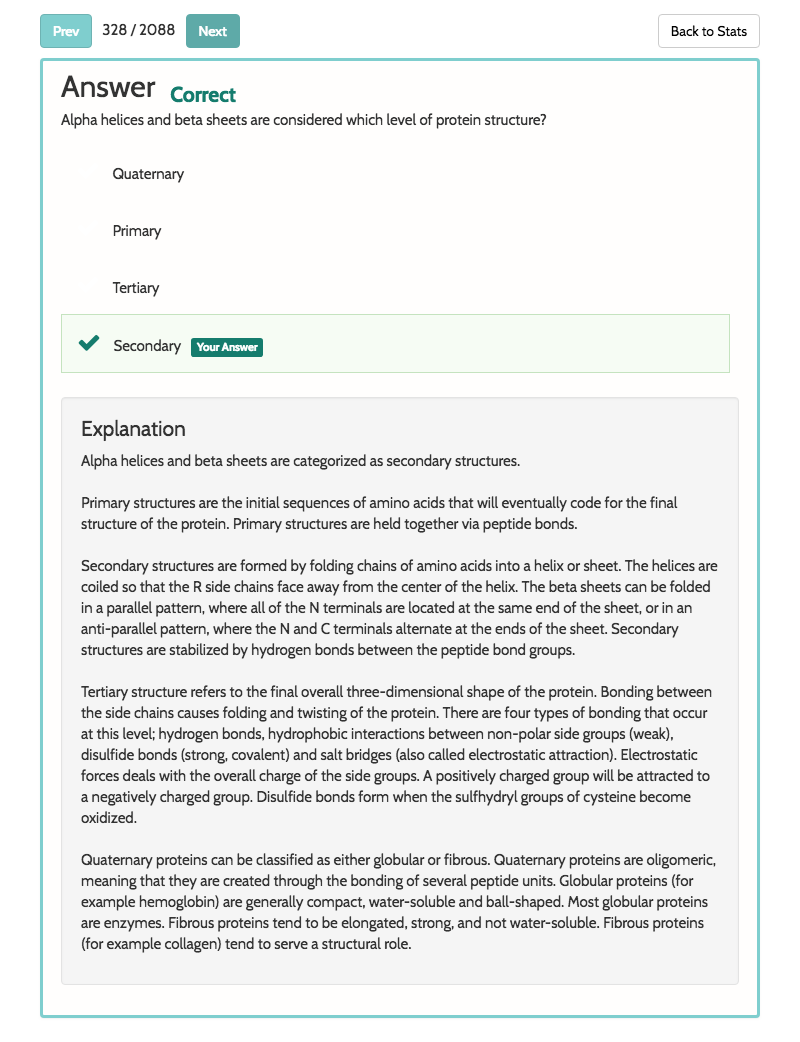 Prev 328 / 2088 Next Back to Stats
Answer Correct
Alpha helices and beta sheets are considered which level of protein structure?
Quaternary
Primary
Tertiary
Secondary Your Answer
Explanation
Alpha helices and beta sheets are categorized as secondary structures.
Primary structures are the initial sequences of amino acids that will eventually code for the final
structure of the protein. Primary structures are held together via peptide bonds.
Secondary structures are formed by folding chains of amino acids into a helix or sheet. The helices are
coiled so that the R side chains face away from the center of the helix. The beta sheets can be folded
in a parallel pattern, where all of the N terminals are located at the same end of the sheet, or in an
anti-parallel pattern, where the N and C terminals alternate at the ends of the sheet. Secondary
structures are stabilized by hydrogen bonds between the peptide bond groups.
Tertiary structure refers to the final overall three-dimensional shape of the protein. Bonding between
the side chains causes folding and twisting of the protein. There are four types of bonding that occur
at this level; hydrogen bonds, hydrophobic interactions between non-polar side groups (weak),
disulfide bonds (strong, covalent) and salt bridges (also called electrostatic attraction). Electrostatic
forces deals with the overall charge of the side groups. A positively charged group will be attracted to
a negatively charged group. Disulfide bonds form when the sulfhydryl groups of cysteine become
oxidized.
Quaternary proteins can be classified as either globular or fibrous. Quaternary proteins are oligomeric,
meaning that they are created through the bonding of several peptide units. Globular proteins (for
example hemoglobin) are generally compact, water-soluble and ball-shaped. Most globular proteins
are enzymes. Fibrous proteins tend to be elongated, strong, and not water-soluble. Fibrous proteins
(for example collagen) tend to serve a structural role.